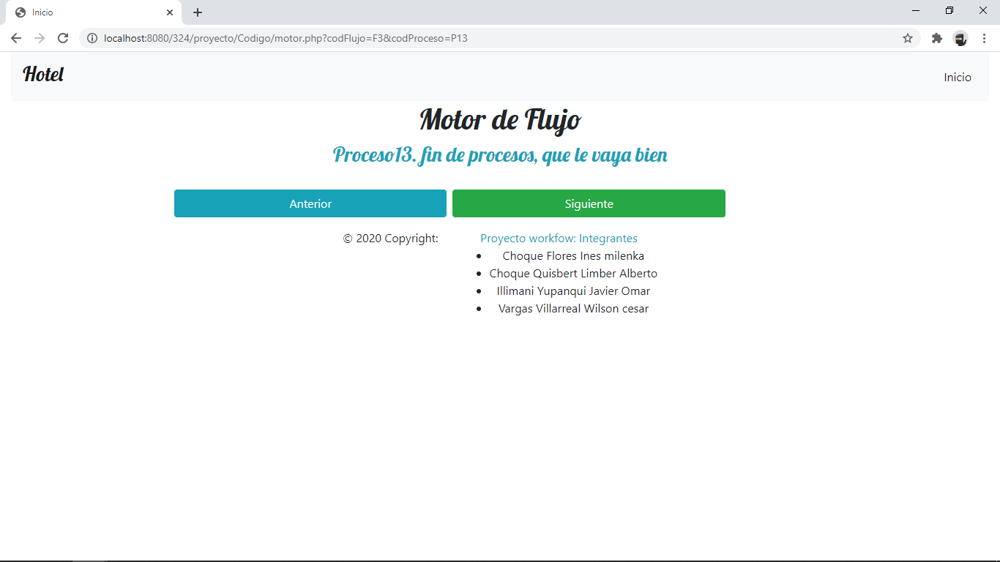 Inicio
localhost:8080/324/proyecto/Codigo/motor.php?codFlujo=F3&codProceso=P13
Hotel
Inicio
Motor de Flujo
Proceso13. fin de procesos, que le vaya bien
Anterior
Siguiente
© 2020 Copyright:
Proyecto workfow: Integrantes
Choque Flores Ines milenka
Choque Quisbert Limber Alberto
Illimani Yupanqui Javier Omar
Vargas Villarreal Wilson cesar